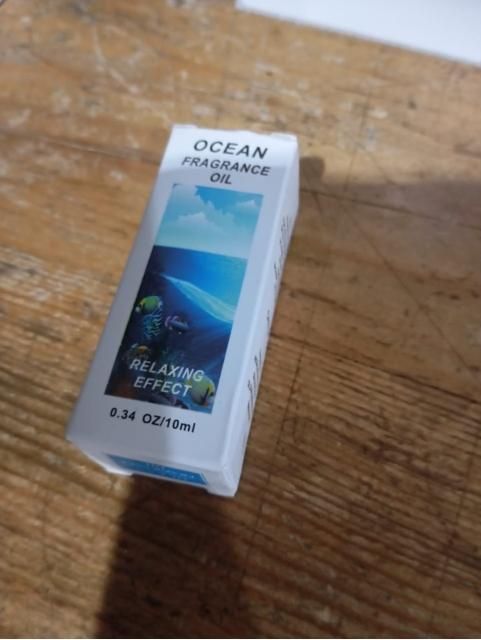 OCEAN
FRAGRANCE
OIL
RELAXING
EFFECT
0.34 OZ/10ml